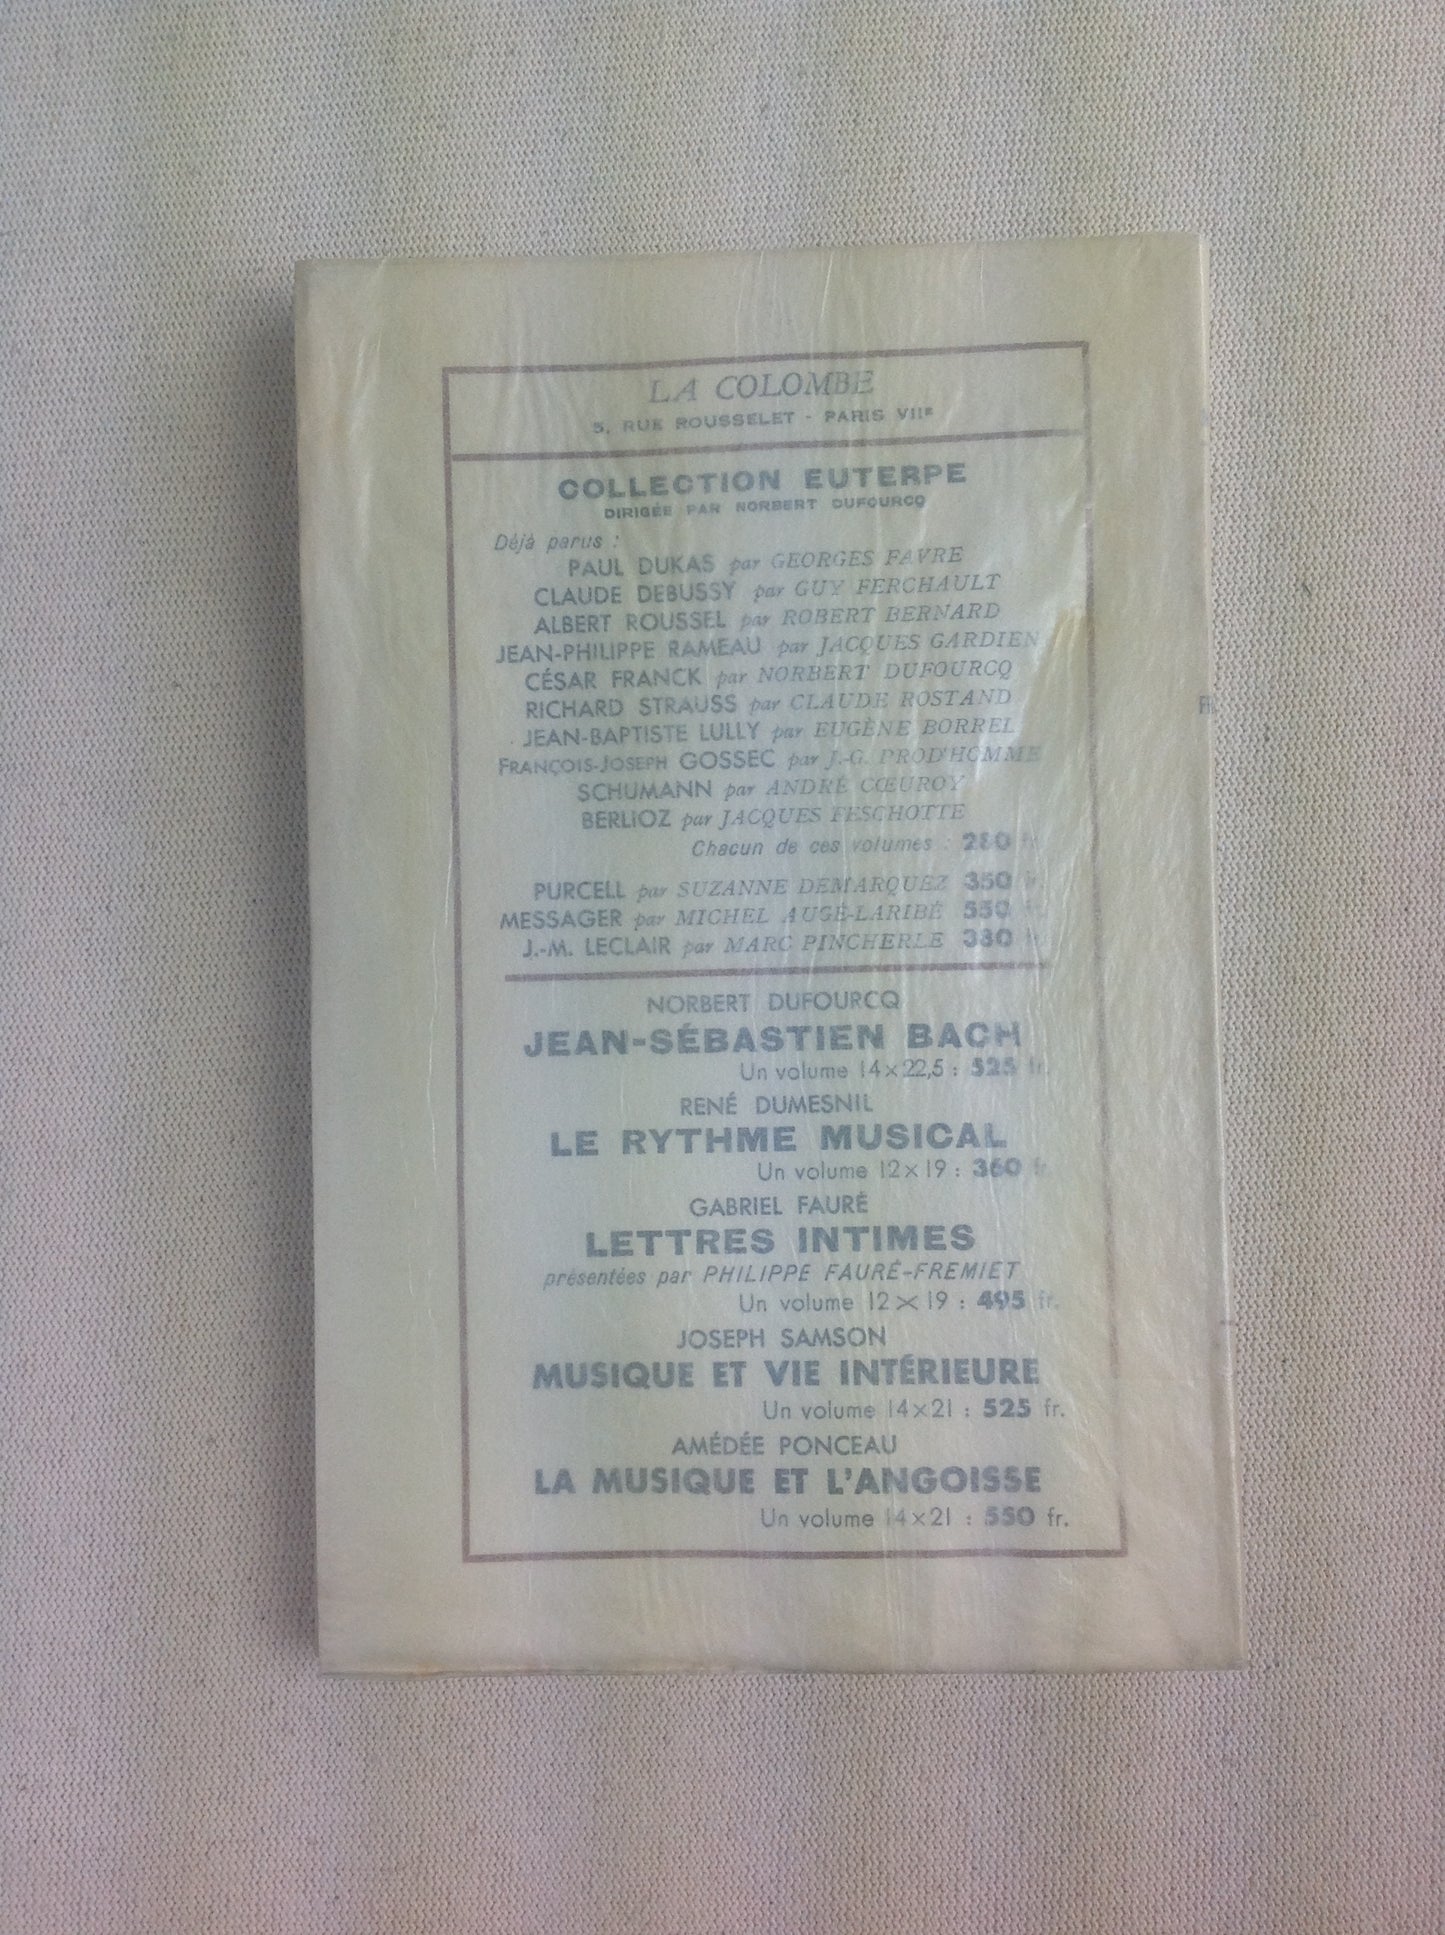 LA COLOMBE
5, RUE ROUSSELET - PARIS VIIE
COLLECTION EUTERPE
DIRIGÉE PAR NORBERT DUFOURCQ
Déjà parus :
PAUL DUKAS par GEORGES FAVRE
CLAUDE DEBUSSY par GUY FERCHAULT
ALBERT ROUSSEL par ROBERT BERNARD
JEAN-PHILIPPE RAMEAU par JACQUES GARDIEN
CÉSAR FRANCK par NORBERT DUFOURCQ
RICHARD STRAUSS par CLAUDE ROSTAND
JEAN-BAPTISTE LULLY par EUGÈNE BORREL
FRANÇOIS-JOSEPH GOSSEC par J.-G. PROD'HOMME
SCHUMANN par ANDRÉ CŒUROY
BERLIOZ par JACQUES FESCHOTTE
Chacun de ces volumes : 280 fr.
PURCELL par SUZANNE DEMARQUEZ 350 fr.
MESSAGER par MICHEL AUGÉ-LARIBÉ 550 fr.
J.-M. LECLAIR par MARC PINCHERLE 380 fr.
NORBERT DUFOURCQ
JEAN-SÉBASTIEN BACH
Un volume 14×22,5 : 525 fr.
RENÉ DUMESNIL
LE RYTHME MUSICAL
Un volume 12×19 : 360 fr.
GABRIEL FAURÉ
LETTRES INTIMES
présentées par PHILIPPE FAURÉ-FREMIET
Un volume 12×19 : 495 fr.
JOSEPH SAMSON
MUSIQUE ET VIE INTÉRIEURE
Un volume 14×21 : 525 fr.
AMÉDÉE PONCEAU
LA MUSIQUE ET L'ANGOISSE
Un volume 14×21 : 550 fr.